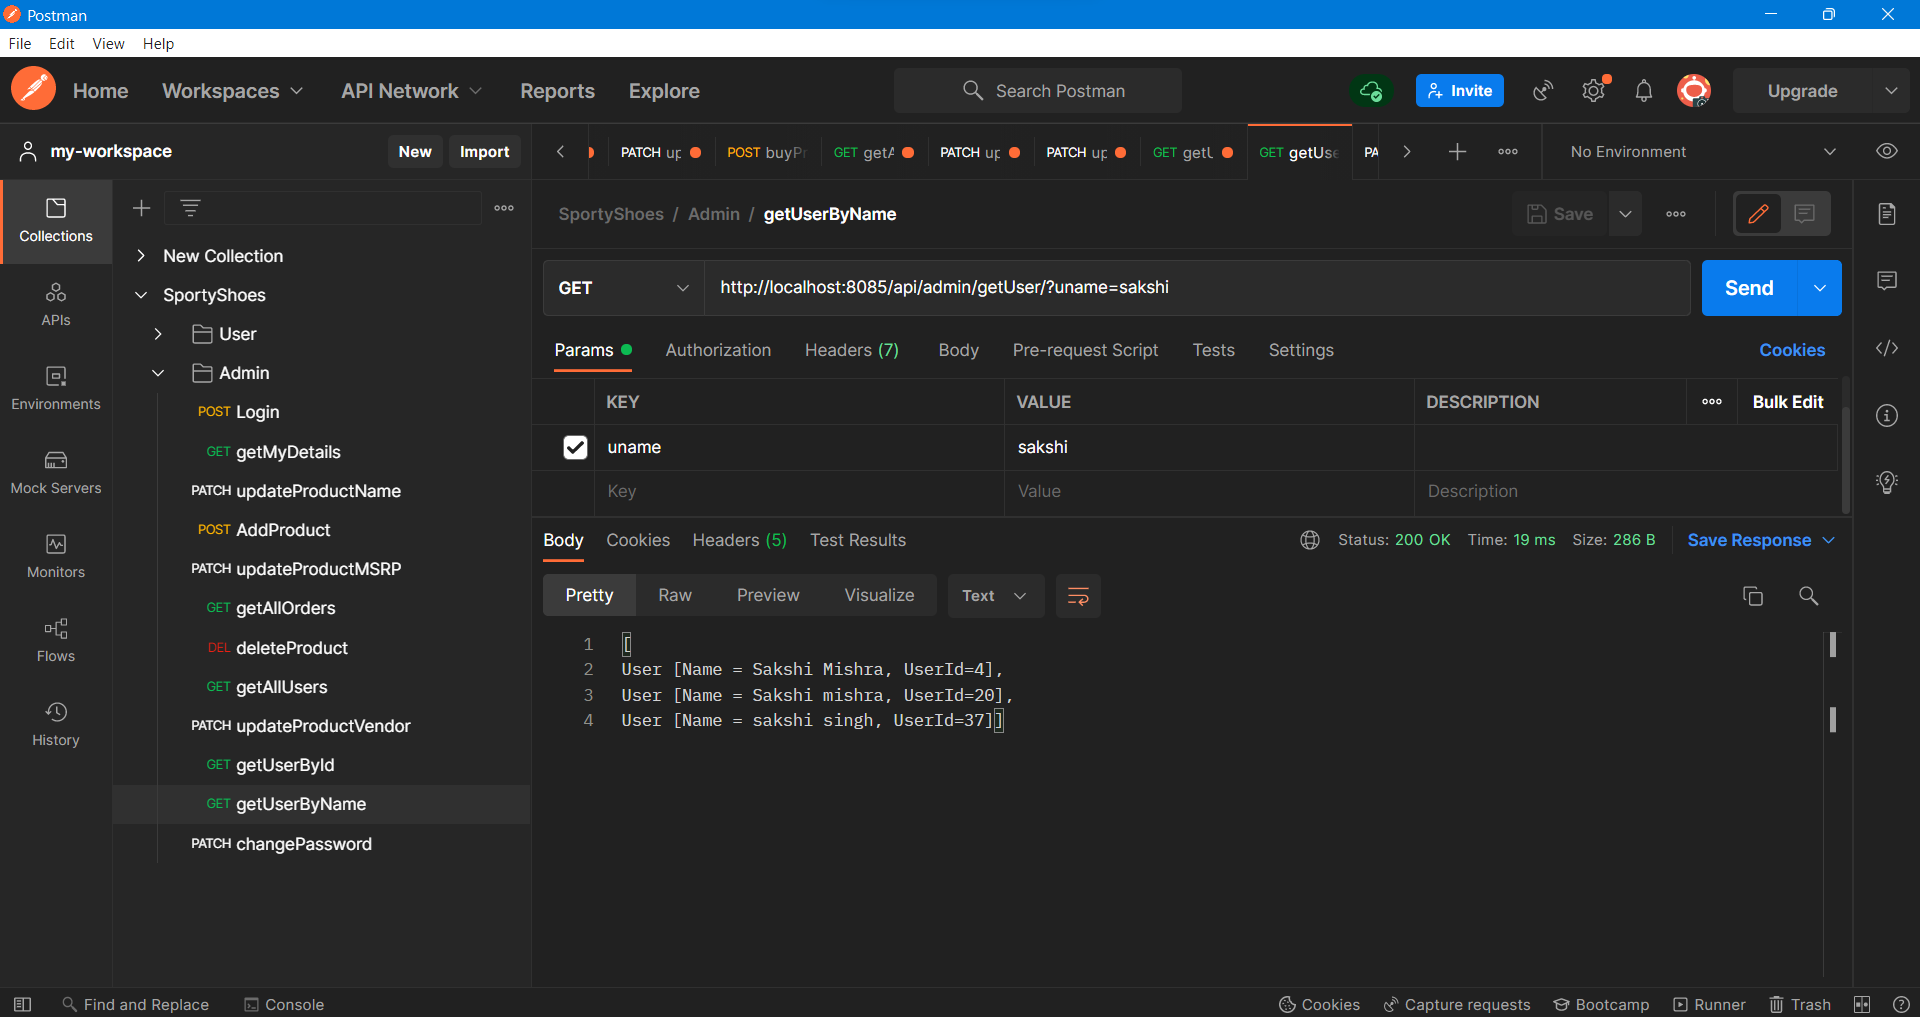 Postman
File Edit View Help
Home Workspaces API Network Reports Explore
Search Postman
Invite
Upgrade
my-workspace
New Import
PATCH up
POST buyPr
GET getA
PATCH up
PATCH up
GET getU
GET getUse
PA
No Environment
Collections
APIs
Environments
Mock Servers
Monitors
Flows
History
New Collection
SportyShoes
User
Admin
POST Login
GET getMyDetails
PATCH updateProductName
POST AddProduct
PATCH updateProductMSRP
GET getAllOrders
DEL deleteProduct
GET getAllUsers
PATCH updateProductVendor
GET getUserById
GET getUserByName
PATCH changePassword
SportyShoes / Admin / getUserByName
Save
GET
http://localhost:8085/api/admin/getUser/?uname=sakshi
Send
Params Authorization Headers (7) Body Pre-request Script Tests Settings
Cookies
KEY VALUE DESCRIPTION
Bulk Edit
uname sakshi
Key Value Description
Body Cookies Headers (5) Test Results
Status: 200 OK Time: 19 ms Size: 286 B
Save Response
Pretty Raw Preview Visualize Text
1 [
2 User [Name = Sakshi Mishra, UserId=4],
3 User [Name = Sakshi mishra, UserId=20],
4 User [Name = sakshi singh, UserId=37]]
Find and Replace Console
Cookies Capture requests Bootcamp Runner Trash